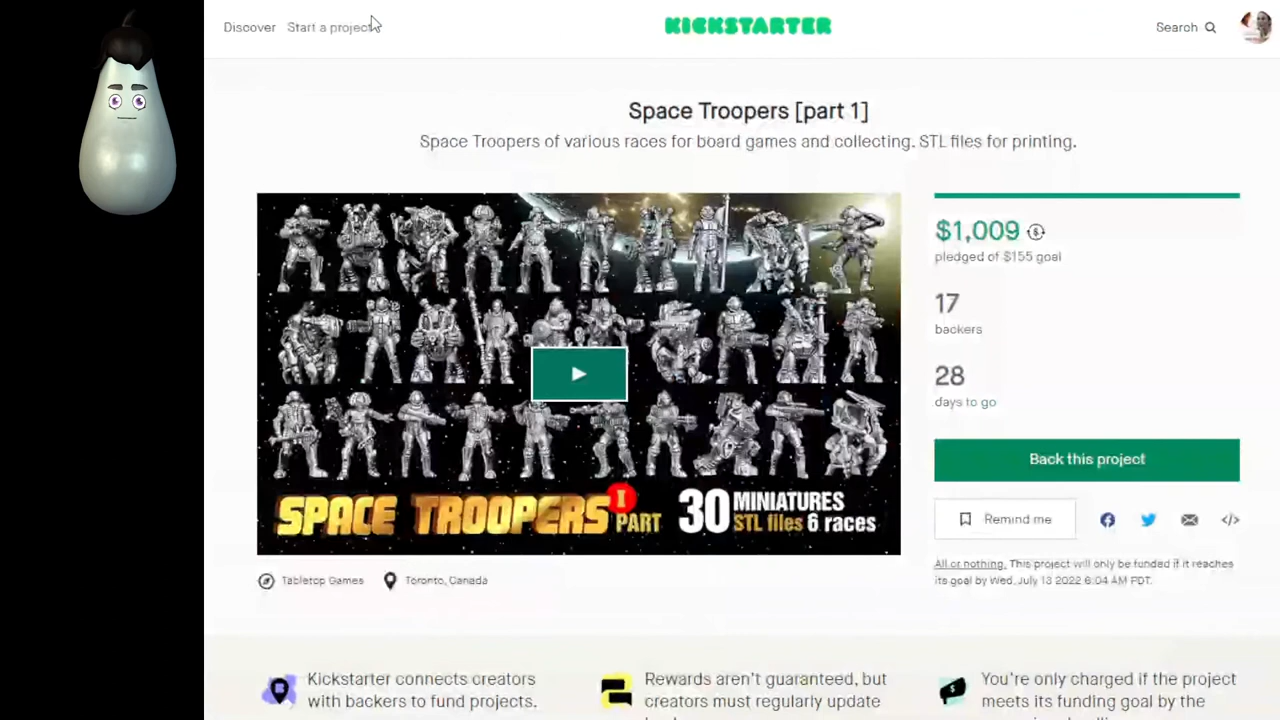 Discover Start a project
KICKSTARTER
Search
Space Troopers [part 1]
Space Troopers of various races for board games and collecting. STL files for printing.
$1,009
pledged of $155 goal
17
backers
28
days to go
Back this project
Remind me
All or nothing. This project will only be funded if it reaches
its goal by Wed, July 13 2022 6:04 AM PDT.
SPACE TROOPERS I PART
30 MINIATURES
STL files 6 races
Tabletop Games Toronto, Canada
Kickstarter connects creators
with backers to fund projects.
Rewards aren't guaranteed, but
creators must regularly update
You're only charged if the project
meets its funding goal by the